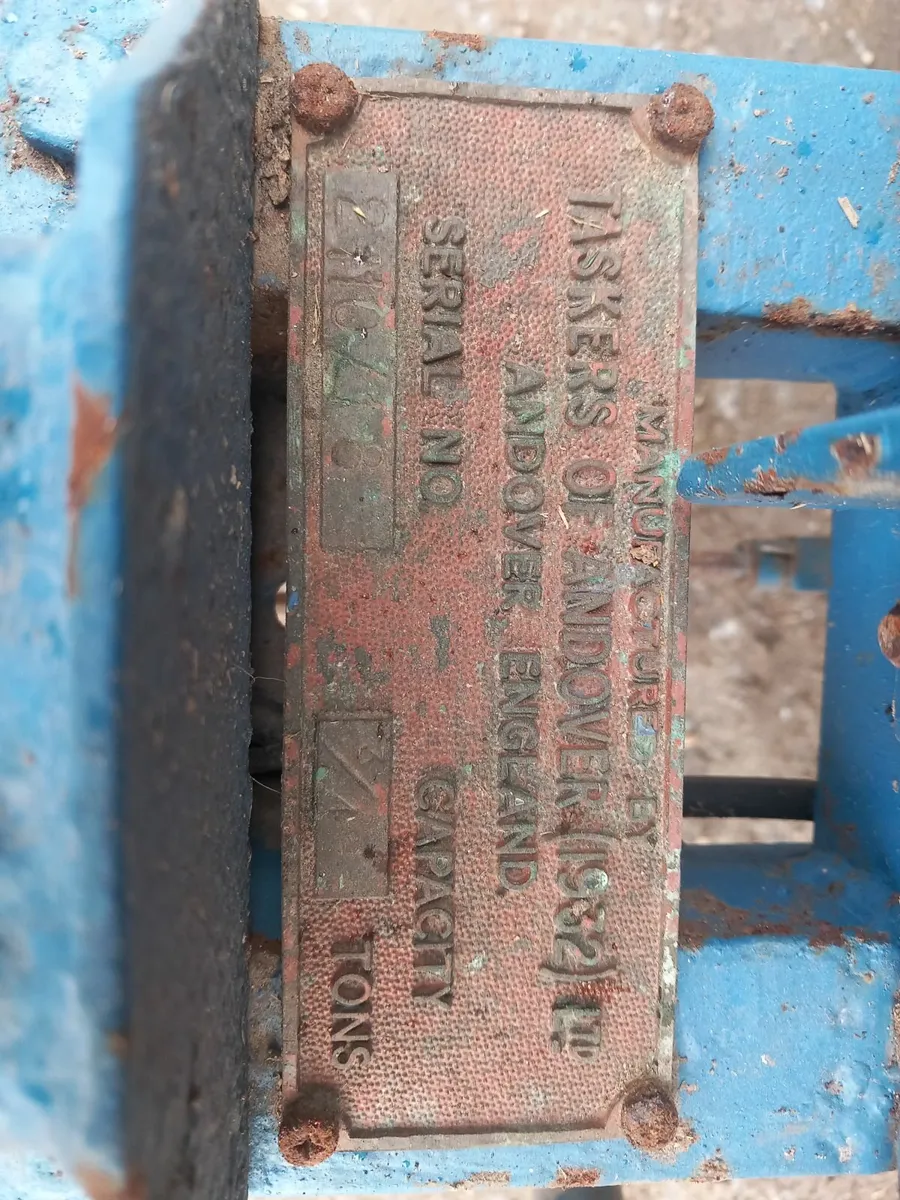 MANUFACTURED BY
TASKERS OF ANDOVER (1932) LTD
ANDOVER, ENGLAND.
SERIAL NO. CAPACITY
TONS